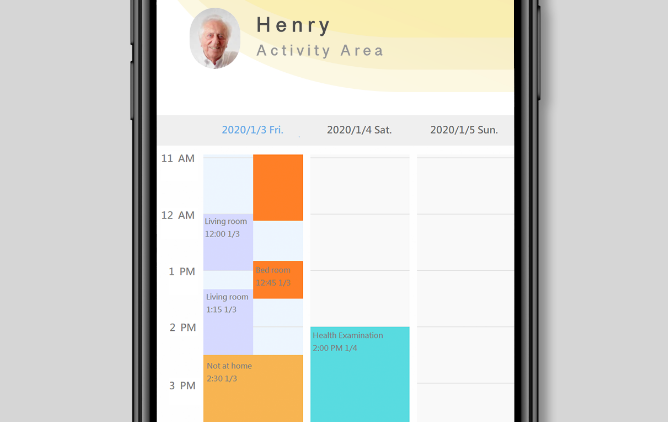 Henry
Activity Area
2020/1/3 Fri.
2020/1/4 Sat.
2020/1/5 Sun.
11 AM
12 AM
Living room
12:00 1/3
1 PM
Bed room
12:45 1/3
Living room
1:15 1/3
2 PM
Health Examination
2:00 PM 1/4
Not at home
2:30 1/3
3 PM